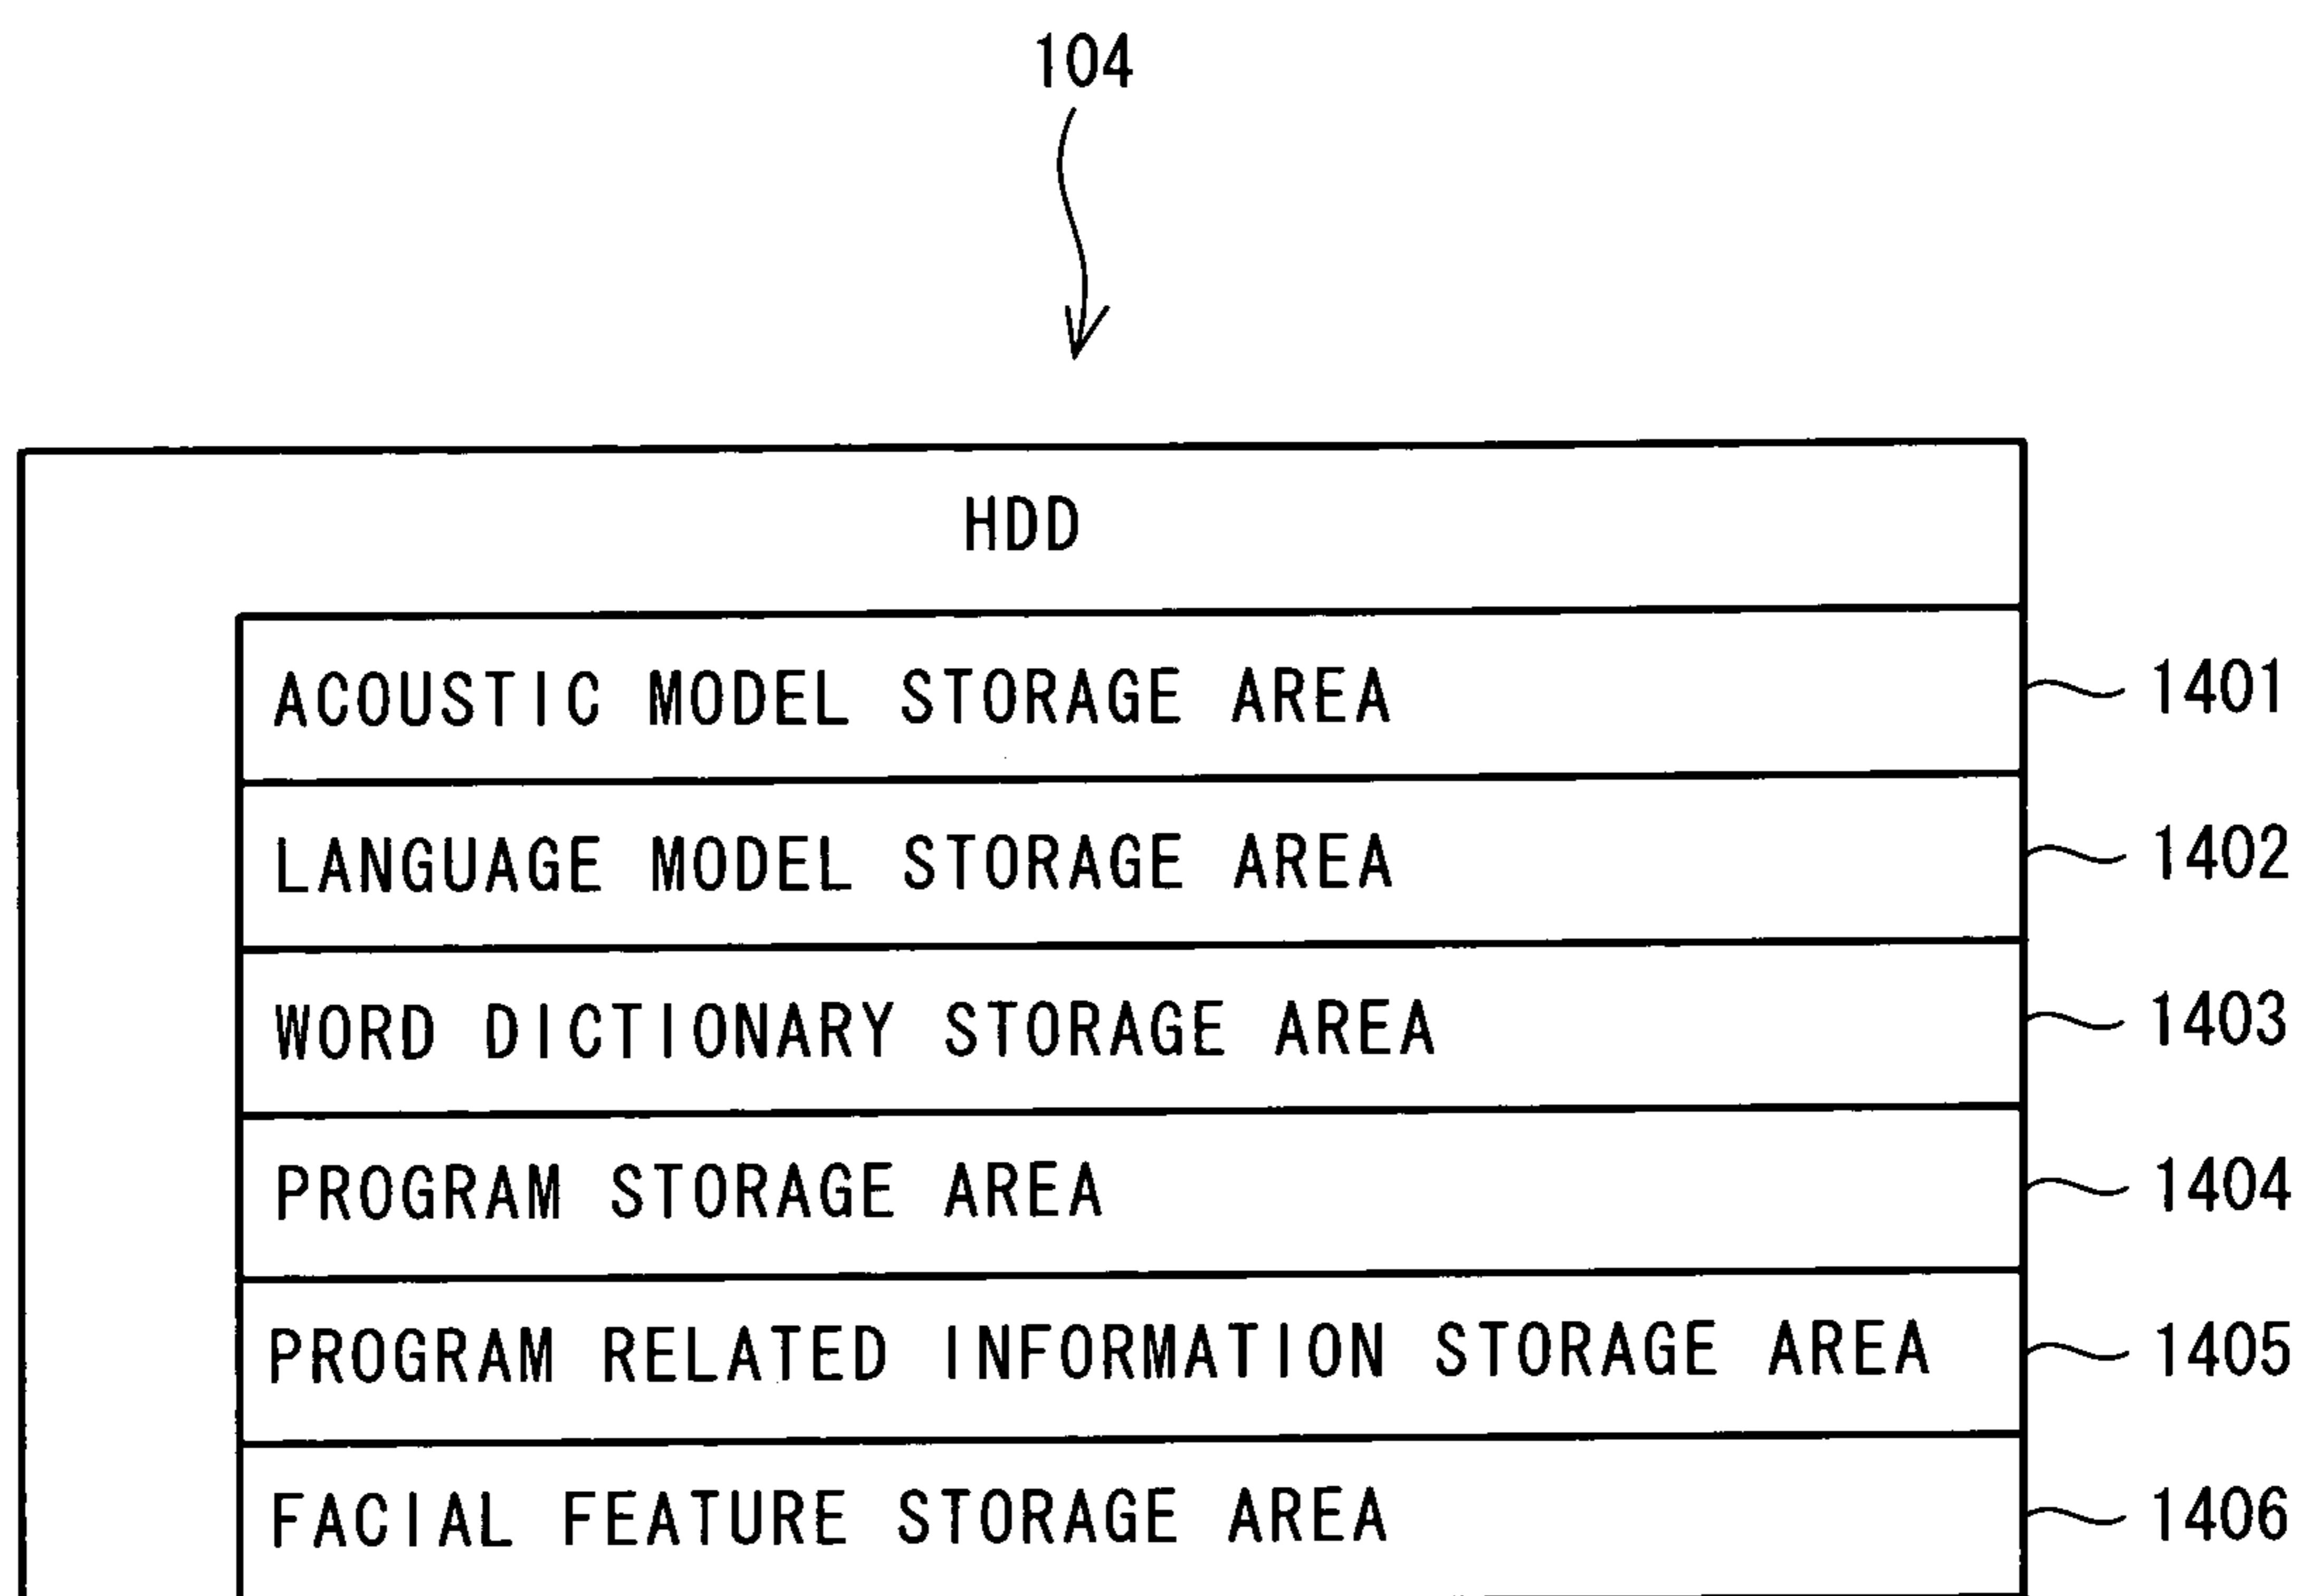 104
HDD
ACOUSTIC MODEL STORAGE AREA 1401
LANGUAGE MODEL STORAGE AREA 1402
WORD DICTIONARY STORAGE AREA 1403
PROGRAM STORAGE AREA 1404
PROGRAM RELATED INFORMATION STORAGE AREA 1405
FACIAL FEATURE STORAGE AREA 1406